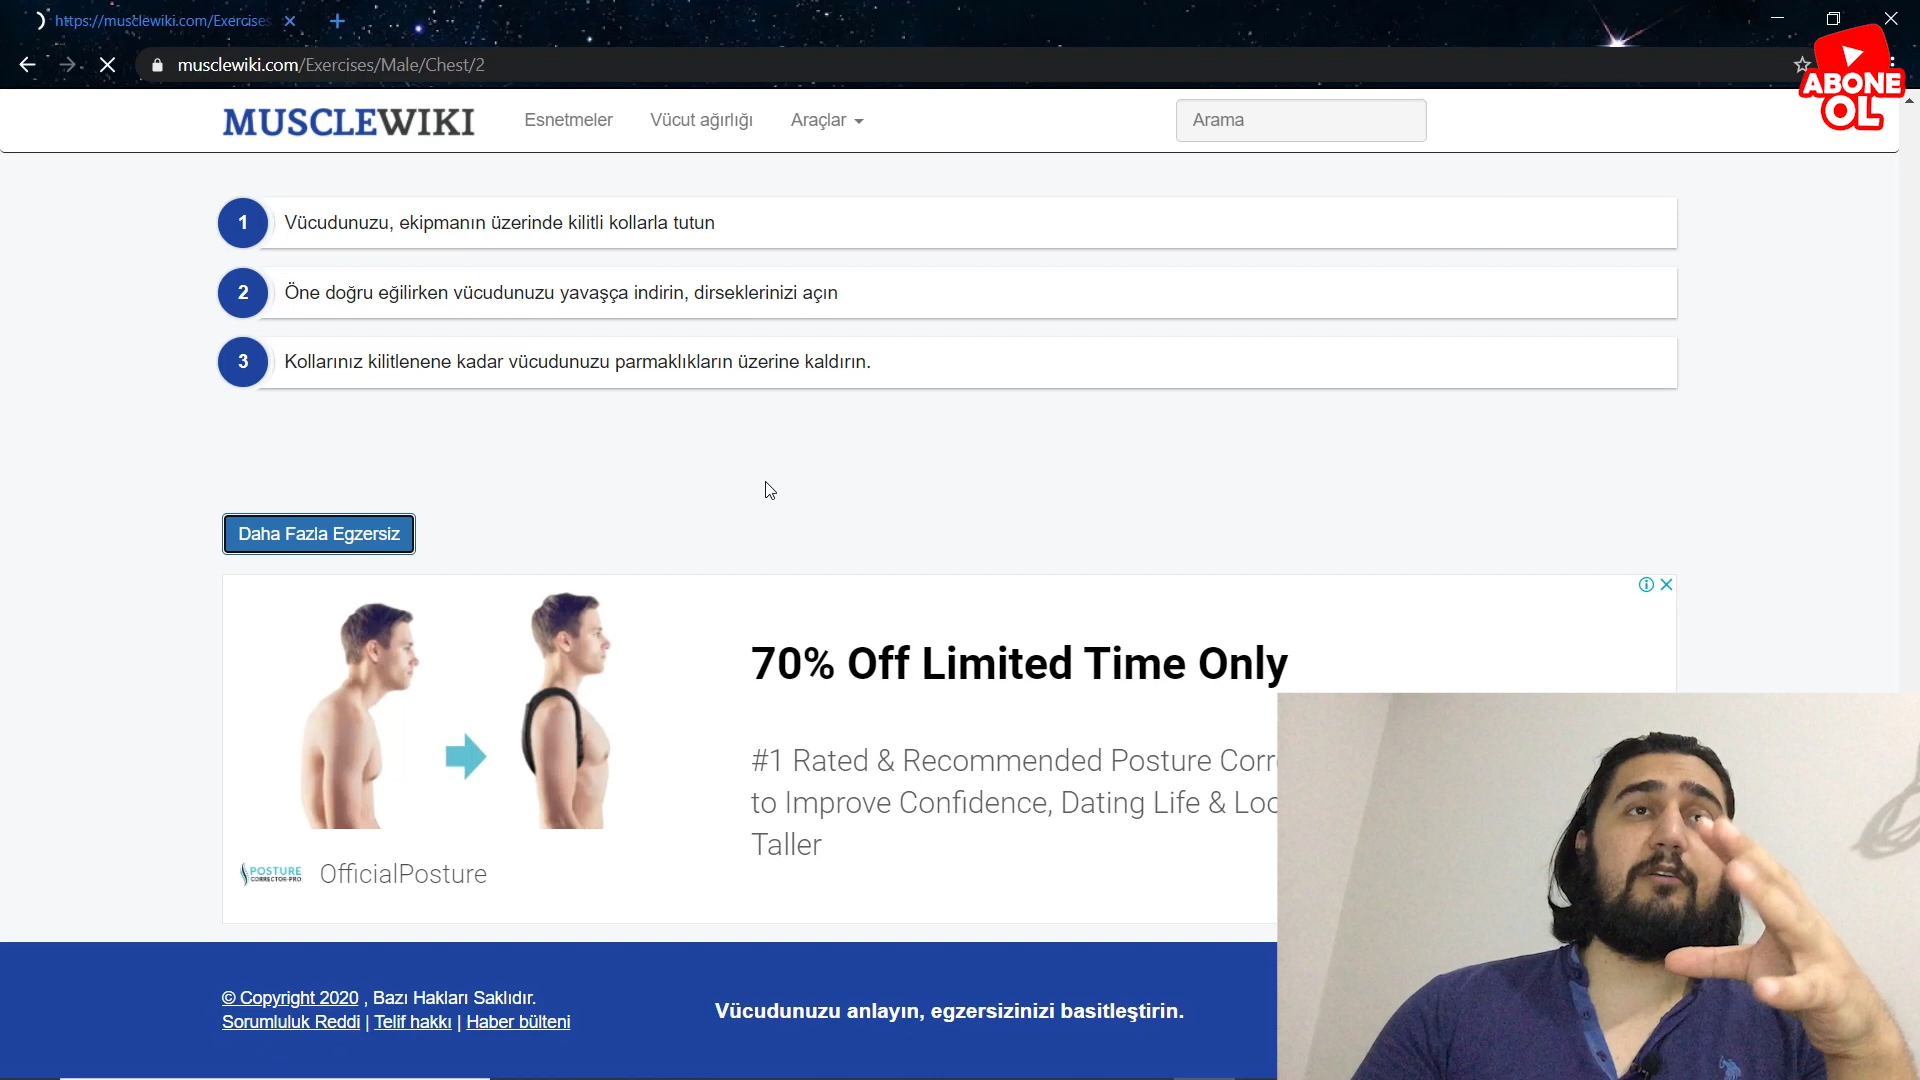 https://musclewiki.com/Exercises
musclewiki.com/Exercises/Male/Chest/2
ABONE
OL
MUSCLEWIKI
Esnetmeler
Vücut ağırlığı
Araçlar
Arama
1
Vücudunuzu, ekipmanın üzerinde kilitli kollarla tutun
2
Öne doğru eğilirken vücudunuzu yavaşça indirin, dirseklerinizi açın
3
Kollarınız kilitlenene kadar vücudunuzu parmaklıkların üzerine kaldırın.
Daha Fazla Egzersiz
70% Off Limited Time Only
#1 Rated & Recommended Posture Corre
to Improve Confidence, Dating Life & Loo
Taller
POSTURE
CORRECTOR-PRO
OfficialPosture
© Copyright 2020 , Bazı Hakları Saklıdır.
Sorumluluk Reddi | Telif hakkı | Haber bülteni
Vücudunuzu anlayın, egzersizinizi basitleştirin.